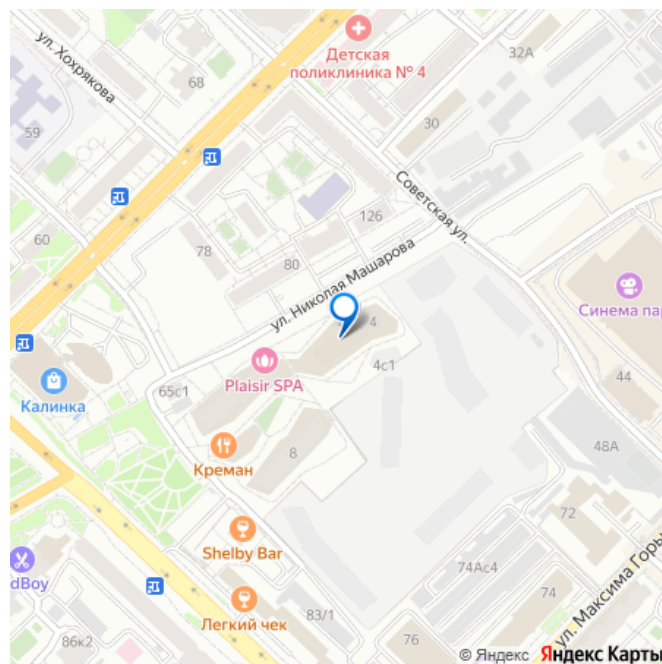 ул. Хохрякова
68
Детская
поликлиника № 4
32А
59
30
Советская ул.
126
60
78
80
ул. Николая Машарова
Синема пар
4
4с1
44
Plaisir SPA
65с1
Калинка
48А
Креман
8
72
Shelby Bar
dBoy
74Ас4
74
ул. Максима Горь
Легкий чек
83/1
76
86к2
© Яндекс Яндекс Карты